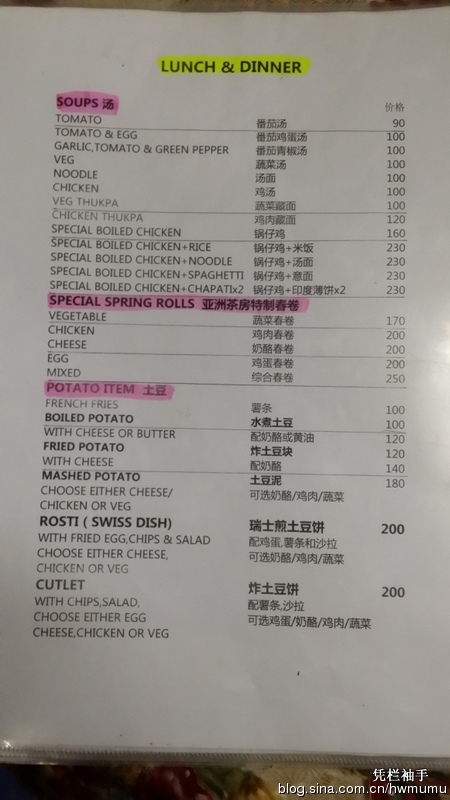 LUNCH & DINNER
SOUPS 汤 价格
TOMATO 番茄汤 90
TOMATO & EGG 番茄鸡蛋汤 100
GARLIC,TOMATO & GREEN PEPPER 番茄青椒汤 100
VEG 蔬菜汤 100
NOODLE 汤面 100
CHICKEN 鸡汤 100
VEG THUKPA 蔬菜藏面 100
CHICKEN THUKPA 鸡肉藏面 120
SPECIAL BOILED CHICKEN 锅仔鸡 160
SPECIAL BOILED CHICKEN+RICE 锅仔鸡+米饭 230
SPECIAL BOILED CHICKEN+NOODLE 锅仔鸡+汤面 230
SPECIAL BOILED CHICKEN+SPAGHETTI 锅仔鸡+意面 230
SPECIAL BOILED CHICKEN+CHAPATIx2 锅仔鸡+印度薄饼x2 230
SPECIAL SPRING ROLLS 亚洲茶房特制春卷
VEGETABLE 蔬菜春卷 170
CHICKEN 鸡肉春卷 200
CHEESE 奶酪春卷 200
EGG 鸡蛋春卷 200
MIXED 综合春卷 250
POTATO ITEM 土豆
FRENCH FRIES 薯条 100
BOILED POTATO 水煮土豆 100
WITH CHEESE OR BUTTER 配奶酪或黄油 120
FRIED POTATO 炸土豆块 120
WITH CHEESE 配奶酪 140
MASHED POTATO 土豆泥 180
CHOOSE EITHER CHEESE/ 可选奶酪/鸡肉/蔬菜
CHICKEN OR VEG
ROSTI ( SWISS DISH) 瑞士煎土豆饼 200
WITH FRIED EGG,CHIPS & SALAD 配鸡蛋,薯条和沙拉
CHOOSE EITHER CHEESE, 可选奶酪/鸡肉/蔬菜
CHICKEN OR VEG
CUTLET 炸土豆饼 200
WITH CHIPS,SALAD, 配薯条,沙拉
CHOOSE EITHER EGG 可选鸡蛋/奶酪/鸡肉/蔬菜
CHEESE,CHICKEN OR VEG
凭栏袖手
blog.sina.com.cn/hwmumu